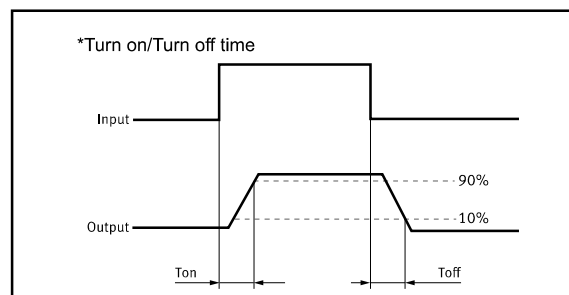 *Turn on/Turn off time
Input
90%
10%
Output
Ton
Toff